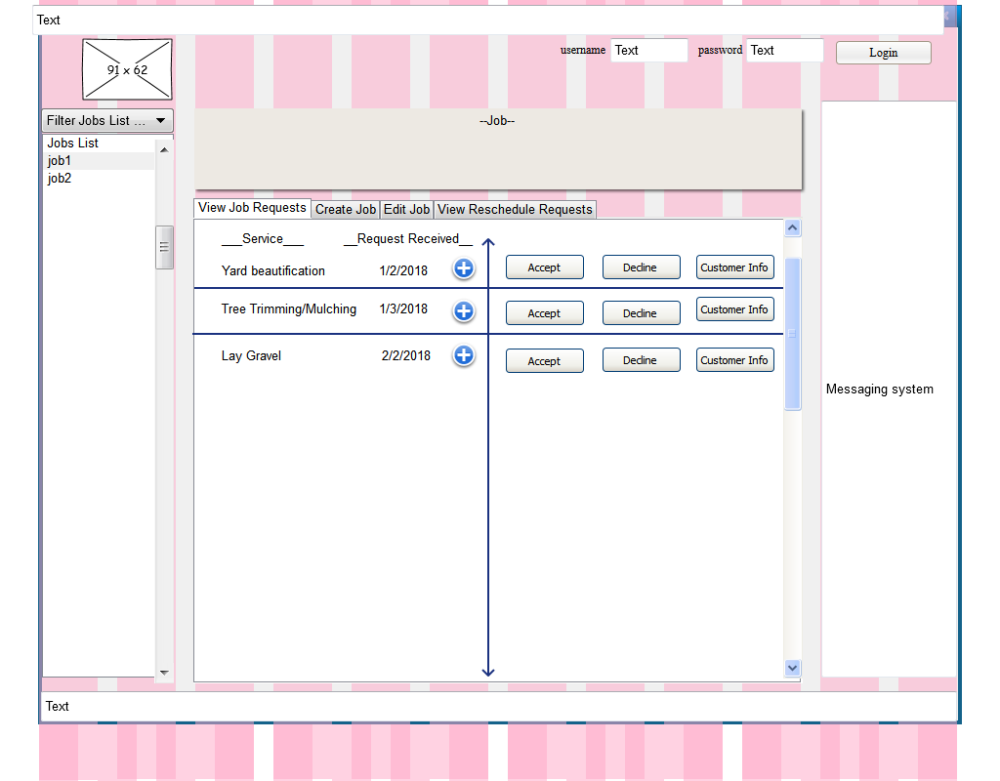 Text
91 x 62
username Text password Text Login
Filter Jobs List ...
Jobs List
job1
job2
--Job--
View Job Requests Create Job Edit Job View Reschedule Requests
___Service___ __Request Received__
Yard beautification 1/2/2018 Accept Decline Customer Info
Tree Trimming/Mulching 1/3/2018 Accept Decline Customer Info
Lay Gravel 2/2/2018 Accept Decline Customer Info
Messaging system
Text